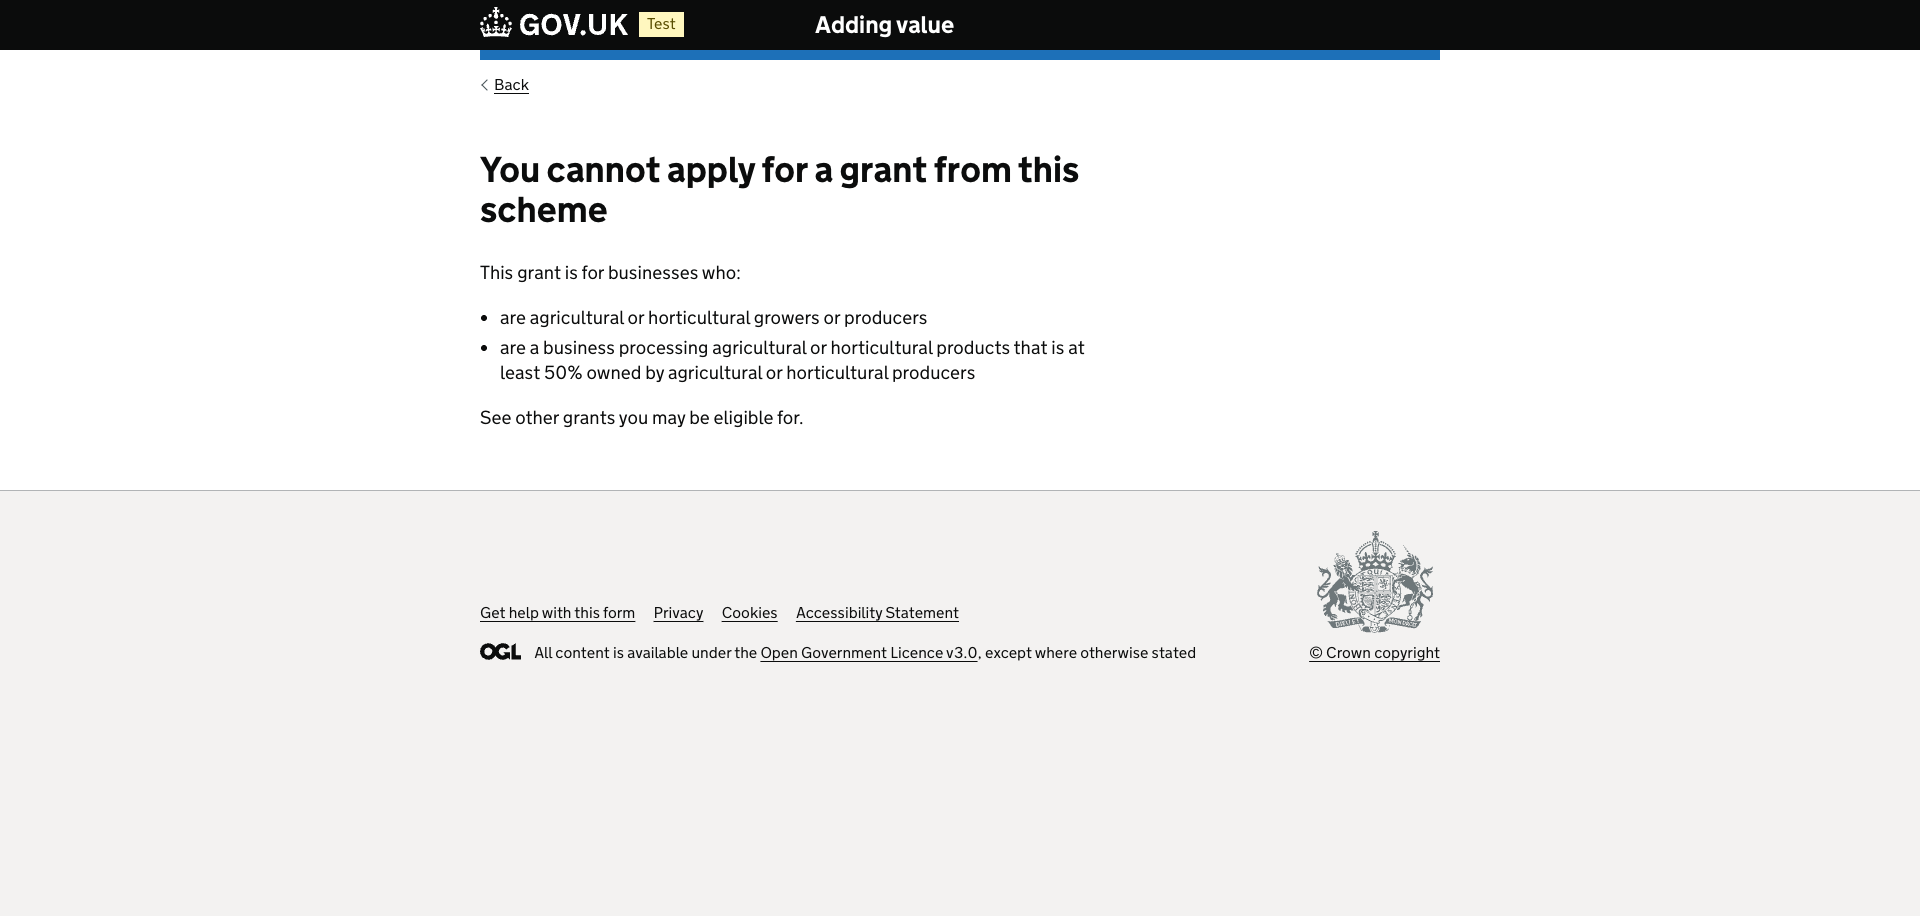 GOV.UK Test Adding value
Back
You cannot apply for a grant from this
scheme
This grant is for businesses who:
• are agricultural or horticultural growers or producers
• are a business processing agricultural or horticultural products that is at
least 50% owned by agricultural or horticultural producers
See other grants you may be eligible for.
Get help with this form Privacy Cookies Accessibility Statement
OGL All content is available under the Open Government Licence v3.0, except where otherwise stated
© Crown copyright